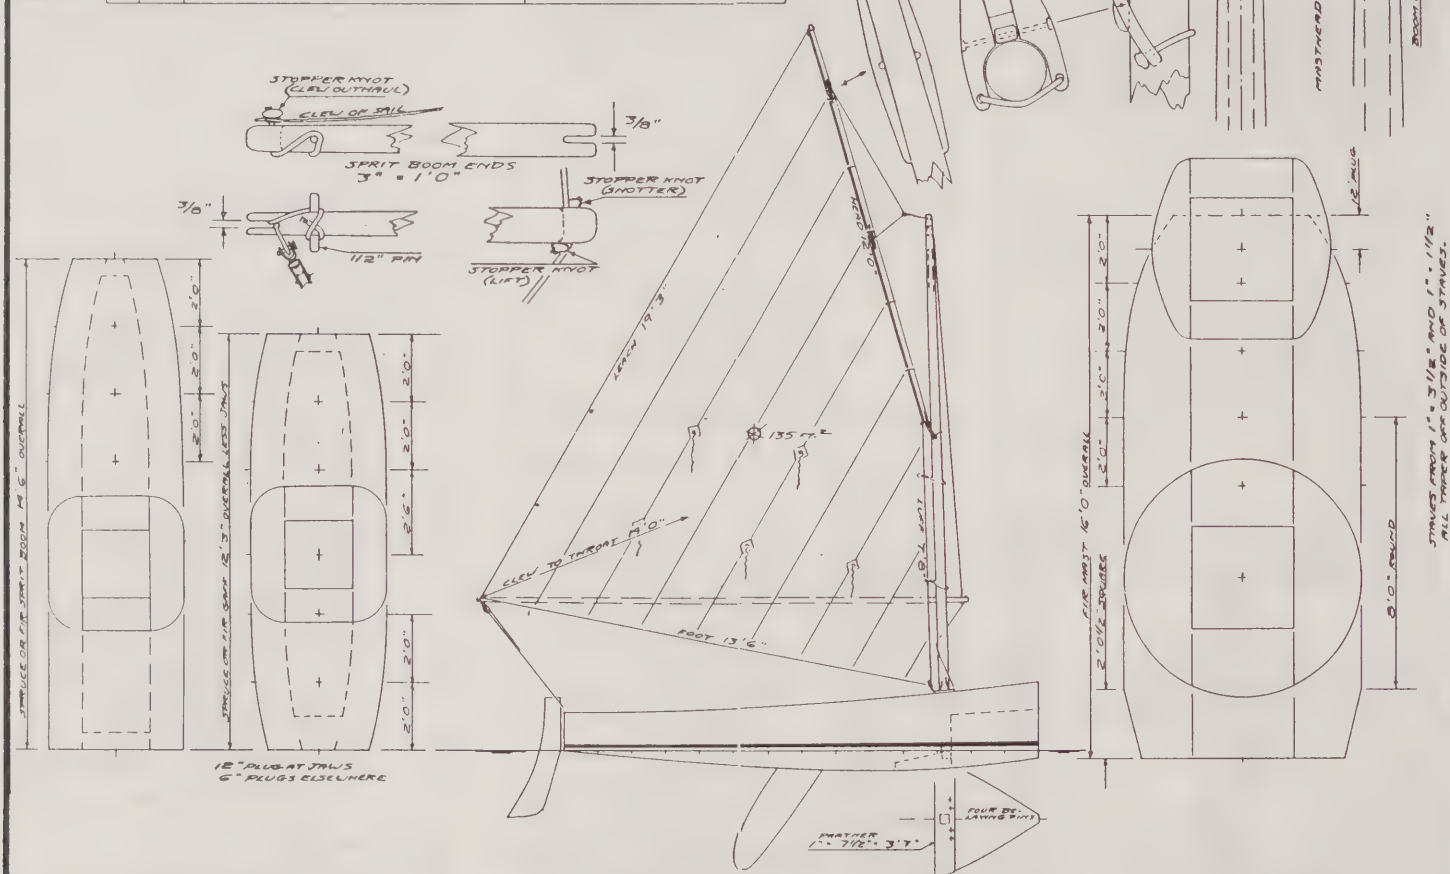 STOPPER KNOT
(CLEW OUTHAUL)
CLEW OF SAIL
3/8"
SPRIT BOOM ENDS
3" = 1'0"
STOPPER KNOT
(SNOTTER)
3/8"
1/2" PIN
STOPPER KNOT
(LIFT)
SPRUCE OR FIR SPRIT BOOM 14'6" OVERALL
2'0"
2'0"
2'0"
SPRUCE OR FIR GAFF 12'3" OVERALL LESS JAWS
2'0"
2'0"
2'6"
2'0"
2'0"
12" PLUG AT JAWS
6" PLUGS ELSEWHERE
LEACH 19'3"
HEAD 12'0"
135 FT.²
CLEW TO THROAT 14'0"
LUFF 7'8"
FOOT 13'6"
PARTNER
1" × 7 1/2" × 3'7"
FOUR BE-
LAYING PINS
MASTHEAD
BOOM
12" PLUG
FIR MAST 16'0" OVERALL
2'0"
2'0"
2'0"
2'0"
2'0 1/2" SQUARE
8'0" ROUND
STAVES FROM 1" × 3 1/2" AND 1" × 1 1/2"
ALL TAPER OFF OUTSIDE OF STAVES.